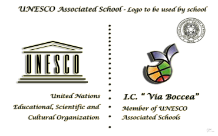 UNESCO Associated School - Logo to be used by school
UNESCO
United Nations
Educational, Scientific and
Cultural Organization
I.C. " Via Boccea"
Member of UNESCO
Associated Schools